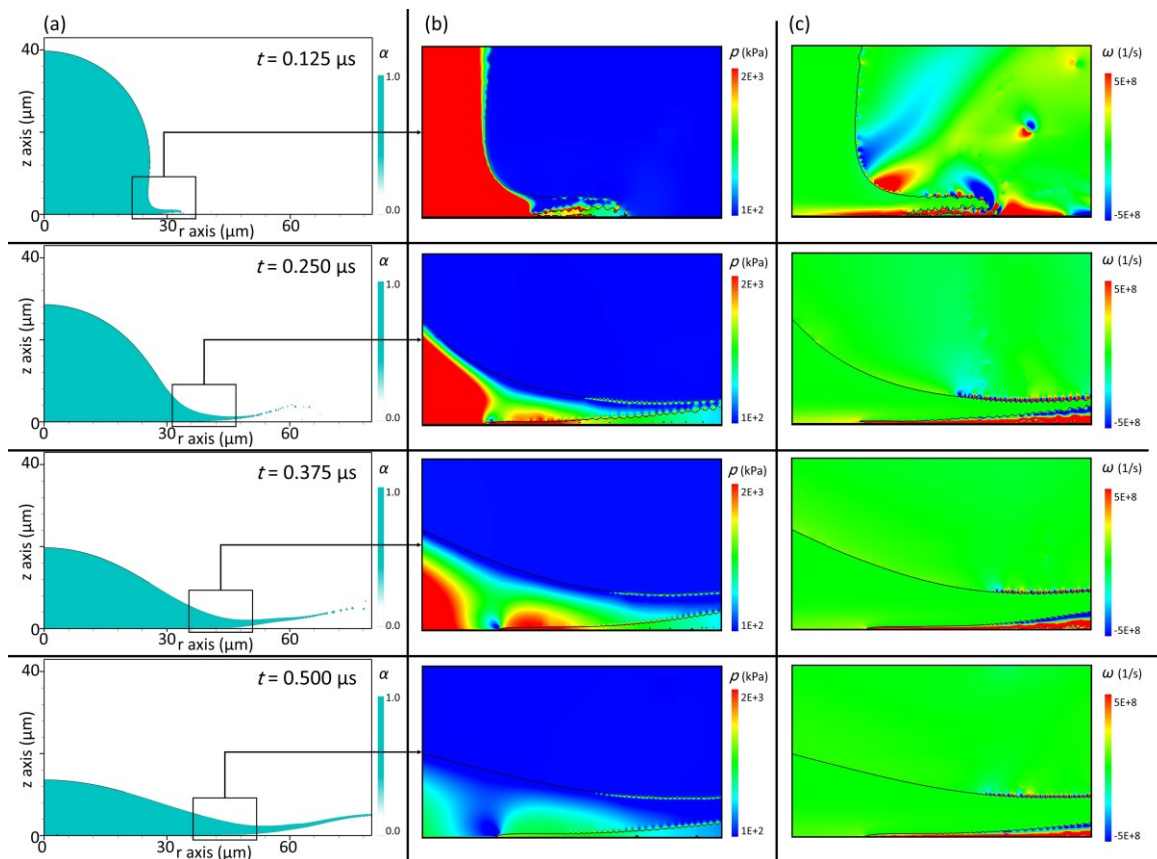 (a) (b) (c)
t = 0.125 μs
α
1.0
0.0
40
0
z axis (μm)
30
60
r axis (μm)
p (kPa)
2E+3
1E+2
ω (1/s)
5E+8
-5E+8
t = 0.250 μs
α
1.0
0.0
40
0
z axis (μm)
0
30
60
r axis (μm)
p (kPa)
2E+3
1E+2
ω (1/s)
5E+8
-5E+8
t = 0.375 μs
α
1.0
0.0
40
0
z axis (μm)
0
30
60
r axis (μm)
p (kPa)
2E+3
1E+2
ω (1/s)
5E+8
-5E+8
t = 0.500 μs
α
1.0
0.0
40
0
z axis (μm)
0
30
60
r axis (μm)
p (kPa)
2E+3
1E+2
ω (1/s)
5E+8
-5E+8